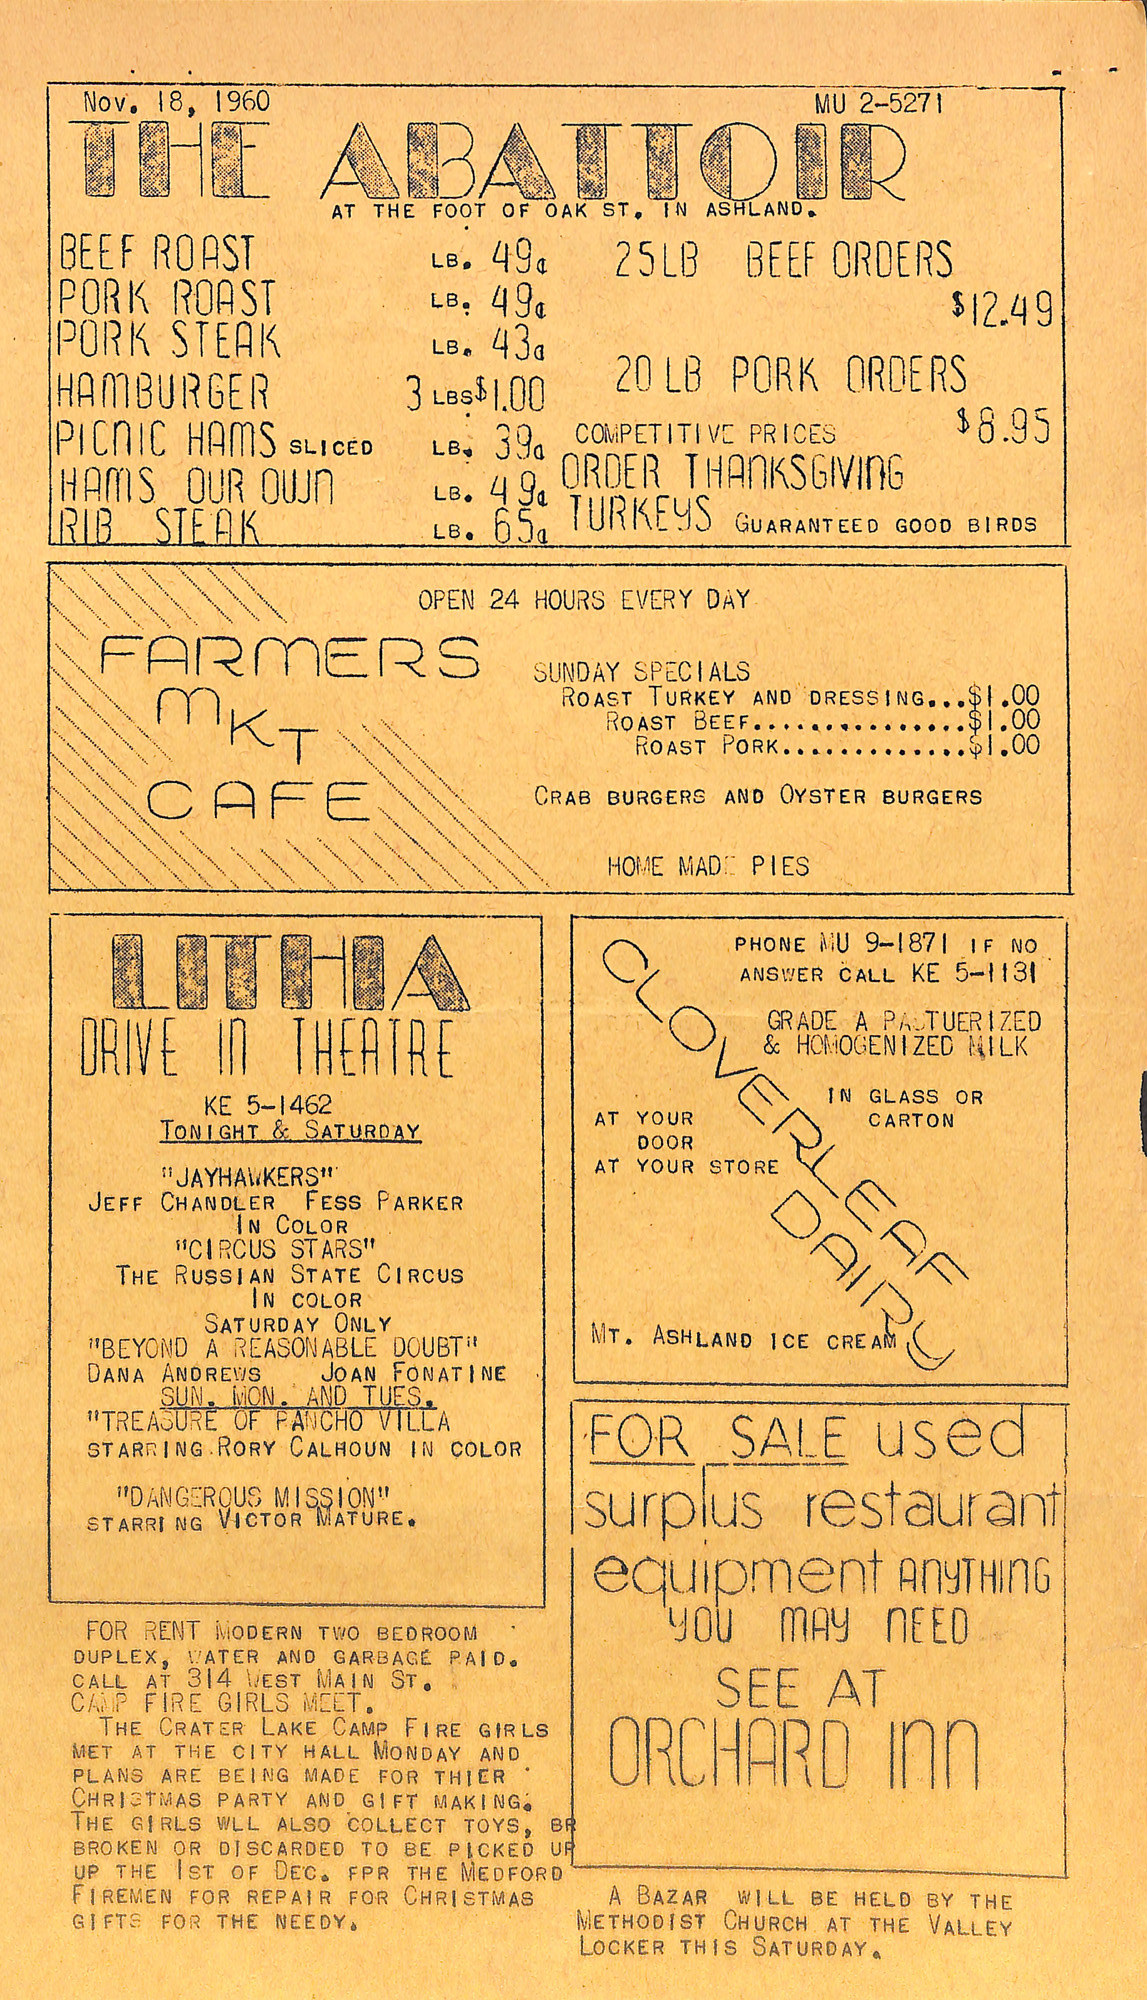 Nov. 18, 1960 MU 2-5271
THE ABATTOIR
AT THE FOOT OF OAK ST. IN ASHLAND.
BEEF ROAST LB. 49¢
PORK ROAST LB. 49¢
PORK STEAK LB. 43¢
HAMBURGER 3 LBS $1.00
PICNIC HAMS SLICED LB. 39¢
HAMS OUR OWN LB. 49¢
RIB STEAK LB. 65¢
25LB BEEF ORDERS
$12.49
20 LB PORK ORDERS
$8.95
COMPETITIVE PRICES
ORDER THANKSGIVING
TURKEYS GUARANTEED GOOD BIRDS
OPEN 24 HOURS EVERY DAY
FARMERS
MKT
CAFE
SUNDAY SPECIALS
ROAST TURKEY AND DRESSING...$1.00
ROAST BEEF...............$1.00
ROAST PORK.............$1.00
CRAB BURGERS AND OYSTER BURGERS
HOME MADE PIES
LITHIA
DRIVE IN THEATRE
KE 5-1462
TONIGHT & SATURDAY
"JAYHAWKERS"
JEFF CHANDLER FESS PARKER
IN COLOR
"CIRCUS STARS"
THE RUSSIAN STATE CIRCUS
IN COLOR
SATURDAY ONLY
"BEYOND A REASONABLE DOUBT"
DANA ANDREWS JOAN FONATINE
SUN. MON. AND TUES.
"TREASURE OF PANCHO VILLA
STARRING RORY CALHOUN IN COLOR
"DANGEROUS MISSION"
STARRING VICTOR MATURE.
FOR RENT MODERN TWO BEDROOM
DUPLEX, WATER AND GARBAGE PAID.
CALL AT 314 WEST MAIN ST.
CAMP FIRE GIRLS MEET.
THE CRATER LAKE CAMP FIRE GIRLS
MET AT THE CITY HALL MONDAY AND
PLANS ARE BEING MADE FOR THIER
CHRISTMAS PARTY AND GIFT MAKING.
THE GIRLS WLL ALSO COLLECT TOYS, BR
BROKEN OR DISCARDED TO BE PICKED UP
UP THE 1ST OF DEC. FPR THE MEDFORD
FIREMEN FOR REPAIR FOR CHRISTMAS
GIFTS FOR THE NEEDY.
PHONE MU 9-1871 IF NO
ANSWER CALL KE 5-1131
CLOVERLEAF
DAIRY
GRADE A PASTUERIZED
& HOMOGENIZED MILK
IN GLASS OR
CARTON
AT YOUR
DOOR
AT YOUR STORE
MT. ASHLAND ICE CREAM
FOR SALE used
surplus restaurant
equipment ANYTHING
YOU MAY NEED
SEE AT
ORCHARD INN
A BAZAR WILL BE HELD BY THE
METHODIST CHURCH AT THE VALLEY
LOCKER THIS SATURDAY.